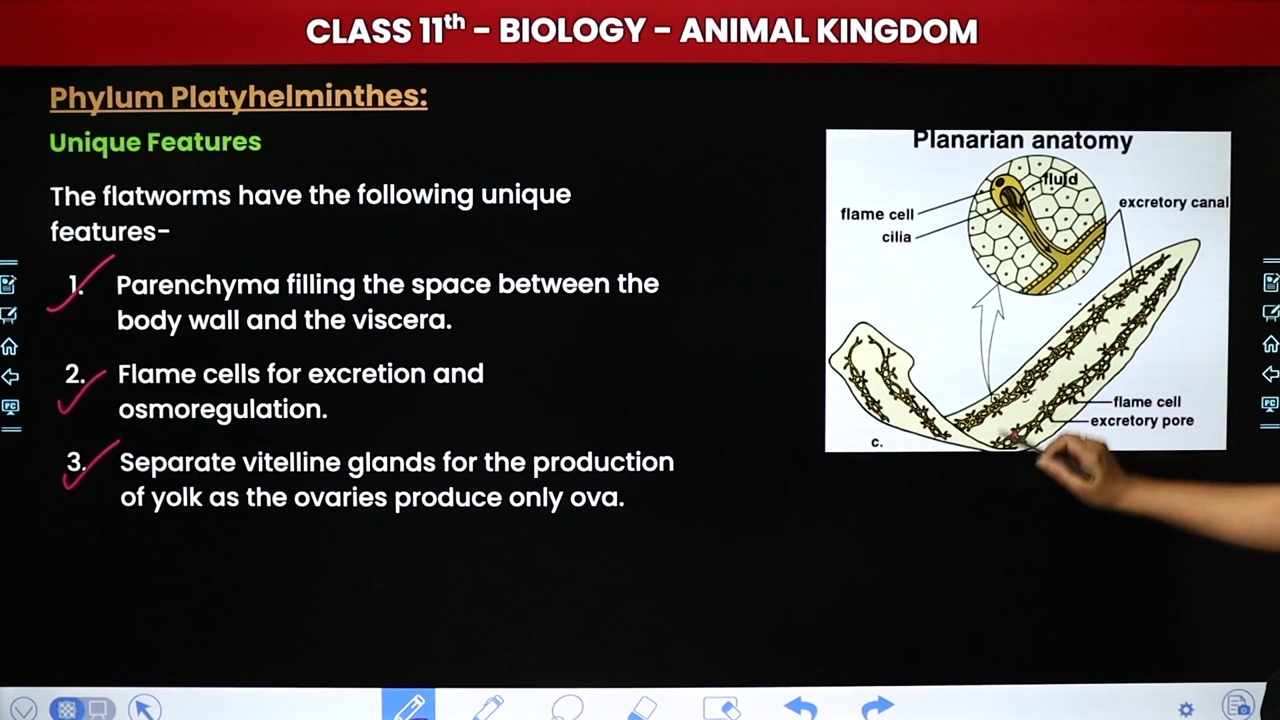 CLASS 11th - BIOLOGY - ANIMAL KINGDOM
Phylum Platyhelminthes:
Unique Features
The flatworms have the following unique
features-
1. Parenchyma filling the space between the
body wall and the viscera.
2. Flame cells for excretion and
osmoregulation.
3. Separate vitelline glands for the production
of yolk as the ovaries produce only ova.
Planarian anatomy
fluid
excretory canal
flame cell
cilia
flame cell
excretory pore
c.
PC
PC